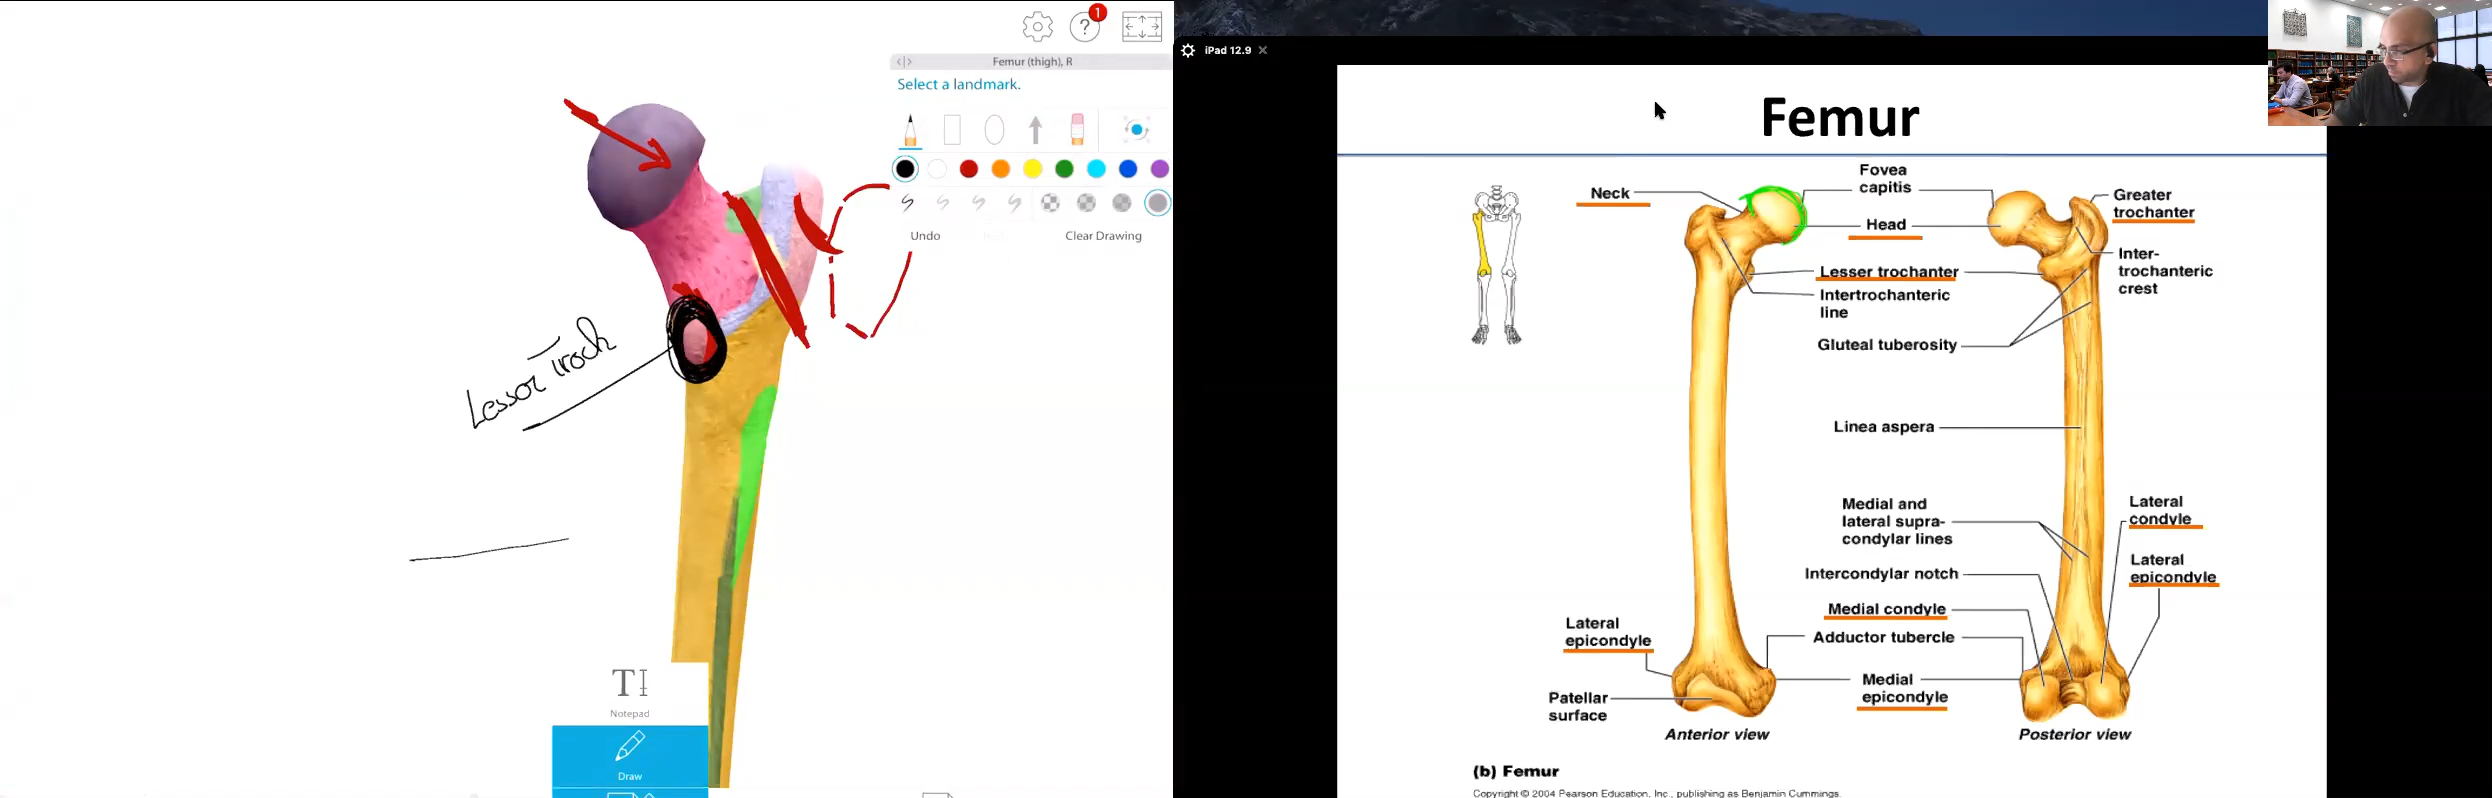 1
Femur (thigh), R
Select a landmark.
Undo
Clear Drawing
Lessor Troch
Notepad
Draw
iPad 12.9
Femur
Neck
Fovea
capitis
Head
Greater
trochanter
Lesser trochanter
Inter-
trochanteric
crest
Intertrochanteric
line
Gluteal tuberosity
Linea aspera
Medial and
lateral supra-
condylar lines
Lateral
condyle
Intercondylar notch
Lateral
epicondyle
Medial condyle
Lateral
epicondyle
Adductor tubercle
Medial
epicondyle
Patellar
surface
Anterior view
Posterior view
(b) Femur
Copyright © 2004 Pearson Education, Inc., publishing as Benjamin Cummings.